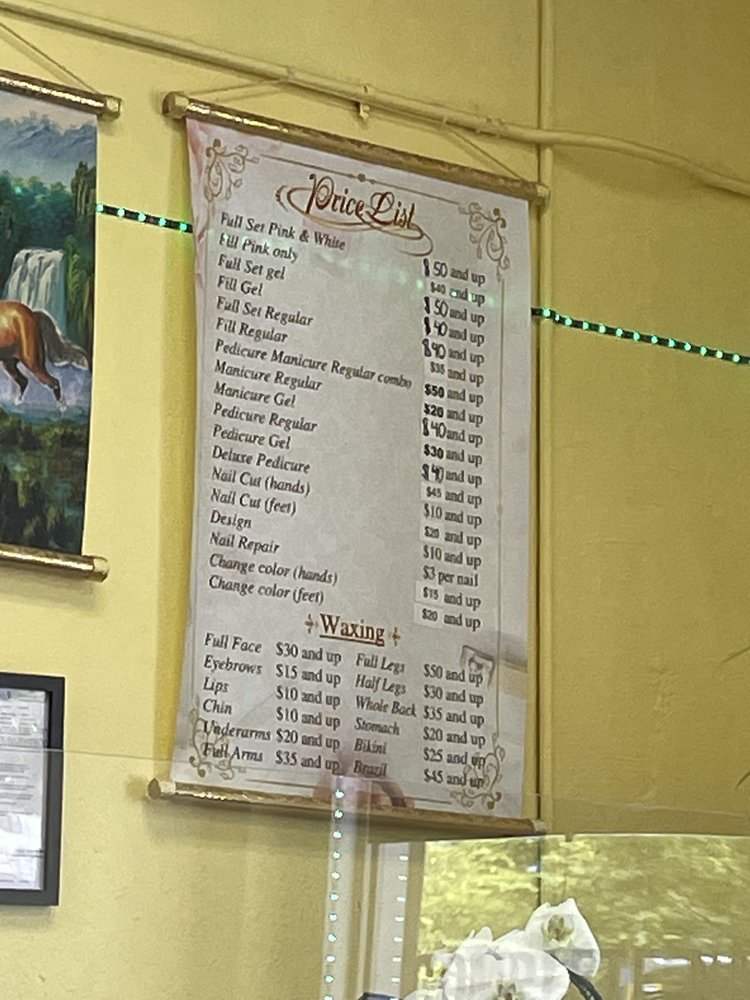 Price List
Full Set Pink & White $50 and up
Fill Pink only $40 and up
Full Set gel $50 and up
Fill Gel $40 and up
Full Set Regular $40 and up
Fill Regular $35 and up
Pedicure Manicure Regular combo $50 and up
Manicure Regular $20 and up
Manicure Gel $40 and up
Pedicure Regular $30 and up
Pedicure Gel $40 and up
Deluxe Pedicure $45 and up
Nail Cut (hands) $10 and up
Nail Cut (feet) $20 and up
Design $10 and up
Nail Repair $3 per nail
Change color (hands) $15 and up
Change color (feet) $20 and up
Waxing
Full Face $30 and up Full Legs $50 and up
Eyebrows $15 and up Half Legs $30 and up
Lips $10 and up Whole Back $35 and up
Chin $10 and up Stomach $20 and up
Underarms $20 and up Bikini $25 and up
Full Arms $35 and up Brazil $45 and up